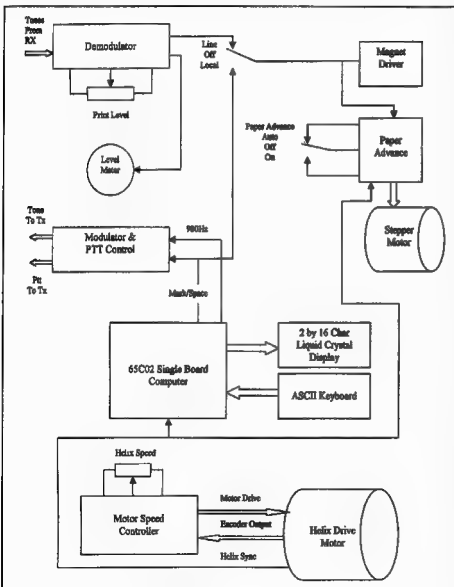 Tones
From
RX
Demodulator
Print Level
Line
Off
Local
Magnet
Driver
Paper Advance
Auto
Off
On
Paper
Advance
Level
Meter
Stepper
Motor
Tone
To Tx
Ptt
To Tx
Modulator &
PTT Control
900Hz
Mark/Space
65C02 Single Board
Computer
2 by 16 Char
Liquid Crystal
Display
ASCII Keyboard
Helix Speed
Motor Speed
Controller
Motor Drive
Encoder Output
Helix Sync
Helix Drive
Motor